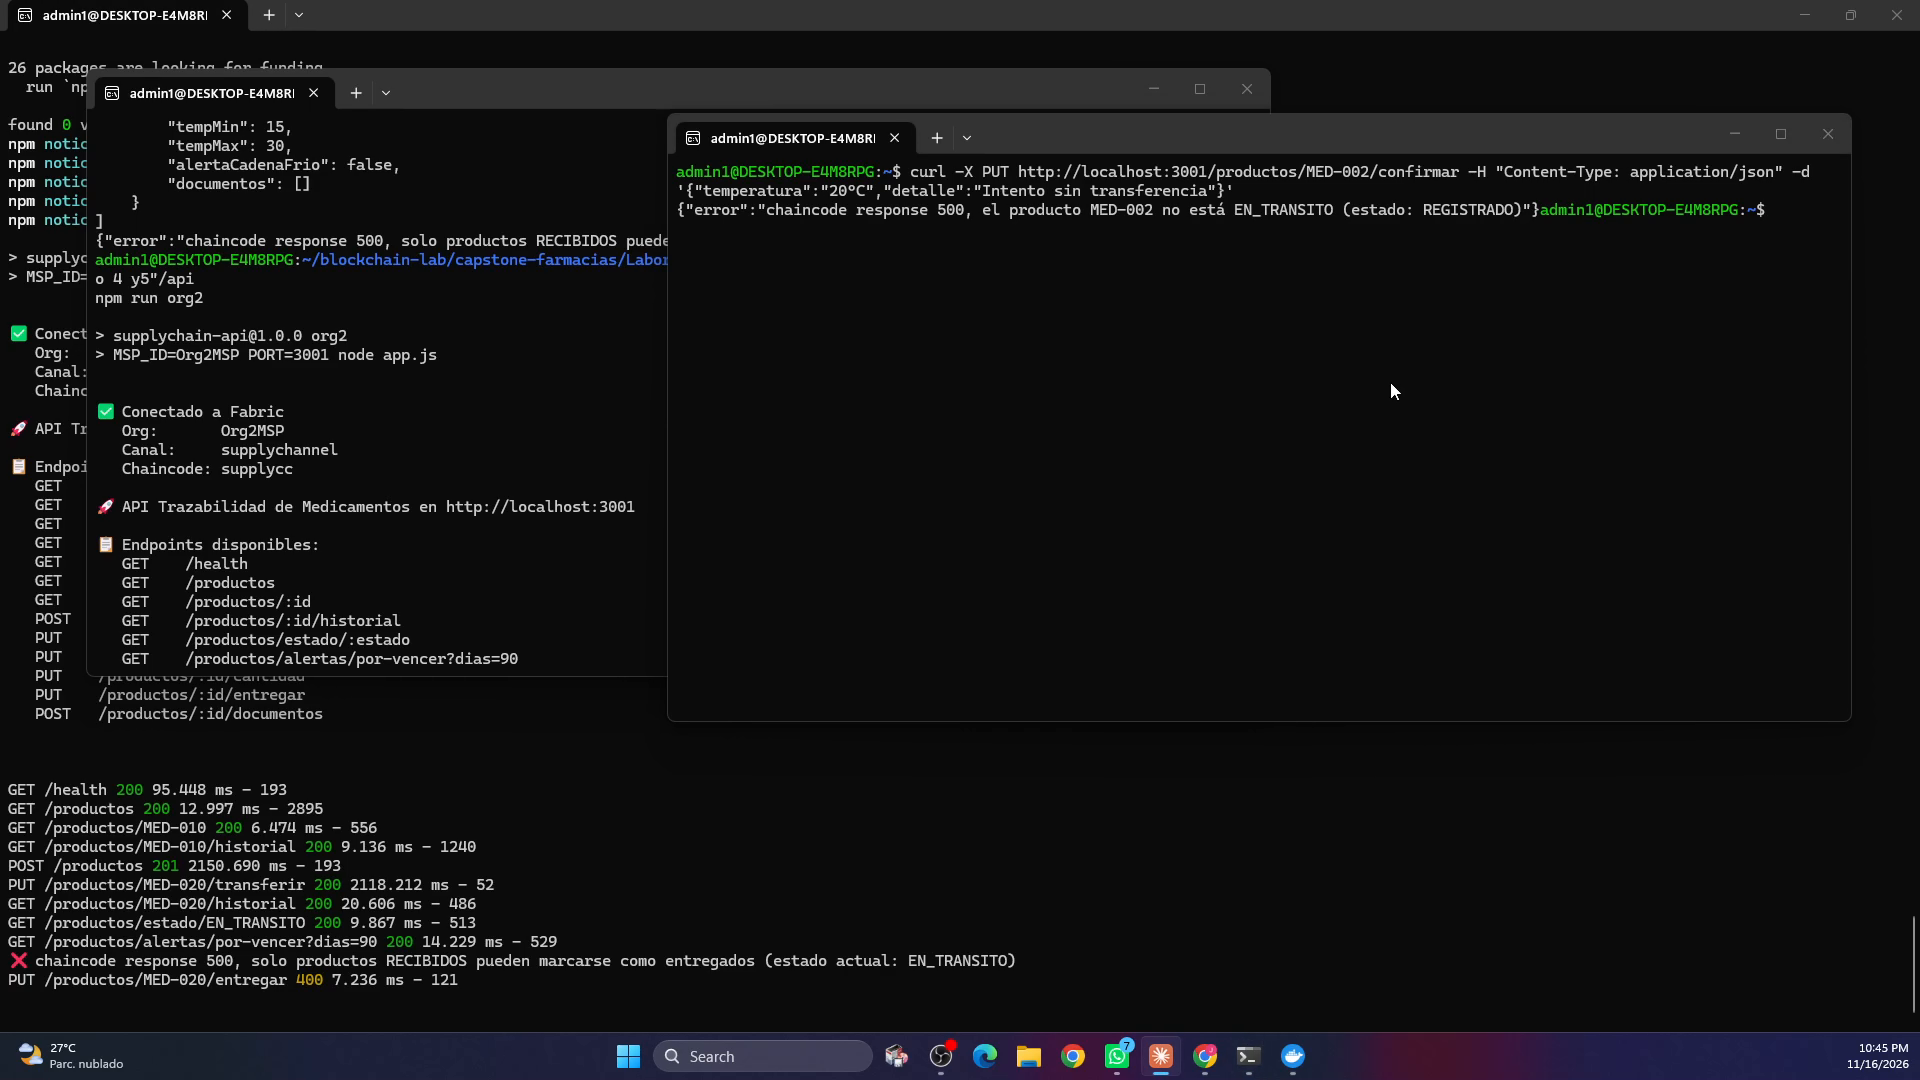 admin1@DESKTOP-E4M8RI
26 packages are looking for funding
run `np
found 0 v
npm notic
npm notic
npm notic
npm notic
npm notic
> supplyc
> MSP_ID=
✅ Conect
Org:
Canal:
Chainc
🚀 API Tr
📋 Endpoi
GET
GET
GET
GET
GET
GET
GET
POST
PUT
PUT
PUT /productos/:id/cantidad
PUT /productos/:id/entregar
POST /productos/:id/documentos
GET /health 200 95.448 ms - 193
GET /productos 200 12.997 ms - 2895
GET /productos/MED-010 200 6.474 ms - 556
GET /productos/MED-010/historial 200 9.136 ms - 1240
POST /productos 201 2150.690 ms - 193
PUT /productos/MED-020/transferir 200 2118.212 ms - 52
GET /productos/MED-020/historial 200 20.606 ms - 486
GET /productos/estado/EN_TRANSITO 200 9.867 ms - 513
GET /productos/alertas/por-vencer?dias=90 200 14.229 ms - 529
❌ chaincode response 500, solo productos RECIBIDOS pueden marcarse como entregados (estado actual: EN_TRANSITO)
PUT /productos/MED-020/entregar 400 7.236 ms - 121
admin1@DESKTOP-E4M8RI
"tempMin": 15,
"tempMax": 30,
"alertaCadenaFrio": false,
"documentos": []
}
]
{"error":"chaincode response 500, solo productos RECIBIDOS puede
admin1@DESKTOP-E4M8RPG:~/blockchain-lab/capstone-farmacias/Labor
o 4 y5"/api
npm run org2
> supplychain-api@1.0.0 org2
> MSP_ID=Org2MSP PORT=3001 node app.js
✅ Conectado a Fabric
Org: Org2MSP
Canal: supplychannel
Chaincode: supplycc
🚀 API Trazabilidad de Medicamentos en http://localhost:3001
📋 Endpoints disponibles:
GET /health
GET /productos
GET /productos/:id
GET /productos/:id/historial
GET /productos/estado/:estado
GET /productos/alertas/por-vencer?dias=90
admin1@DESKTOP-E4M8RI
admin1@DESKTOP-E4M8RPG:~$ curl -X PUT http://localhost:3001/productos/MED-002/confirmar -H "Content-Type: application/json" -d
'{"temperatura":"20°C","detalle":"Intento sin transferencia"}'
{"error":"chaincode response 500, el producto MED-002 no está EN_TRANSITO (estado: REGISTRADO)"}admin1@DESKTOP-E4M8RPG:~$
27°C
Parc. nublado
Search
7
10:45 PM
11/16/2026